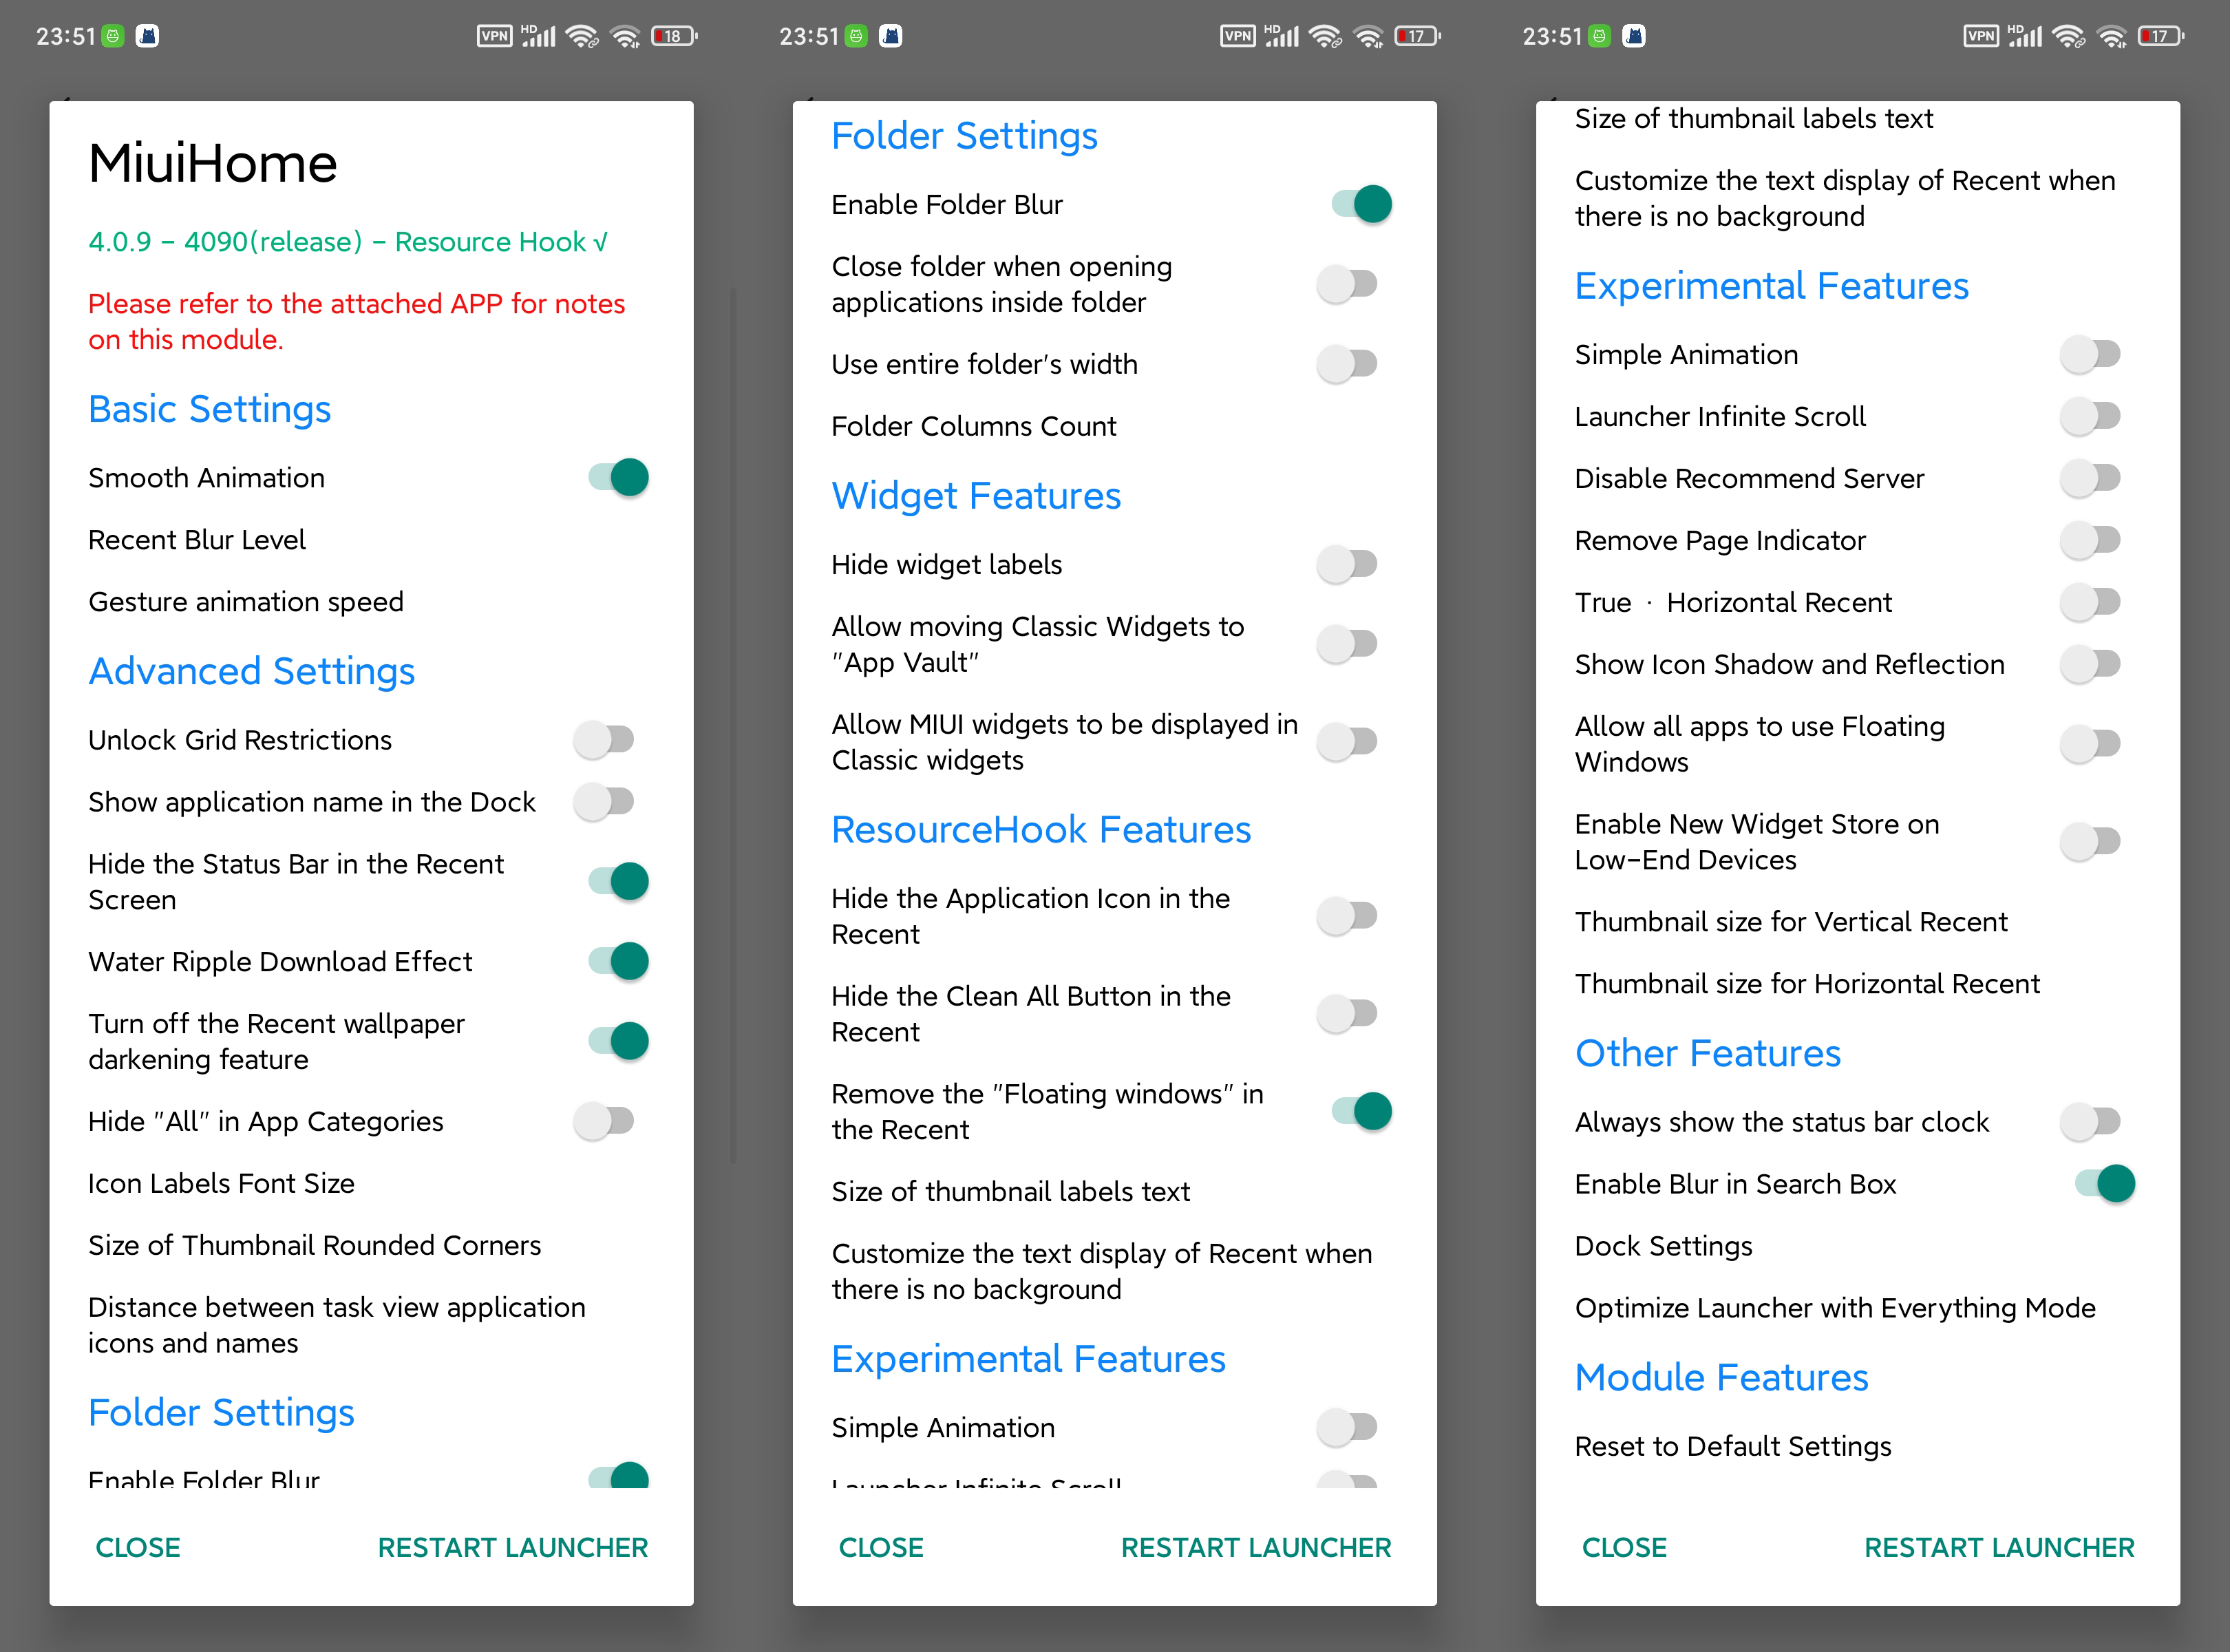 23:51
VPN HD 18
MiuiHome
4.0.9 - 4090(release) - Resource Hook √
Please refer to the attached APP for notes
on this module.
Basic Settings
Smooth Animation
Recent Blur Level
Gesture animation speed
Advanced Settings
Unlock Grid Restrictions
Show application name in the Dock
Hide the Status Bar in the Recent
Screen
Water Ripple Download Effect
Turn off the Recent wallpaper
darkening feature
Hide "All" in App Categories
Icon Labels Font Size
Size of Thumbnail Rounded Corners
Distance between task view application
icons and names
Folder Settings
Enable Folder Blur
CLOSE
RESTART LAUNCHER
23:51
VPN HD 17
Folder Settings
Enable Folder Blur
Close folder when opening
applications inside folder
Use entire folder's width
Folder Columns Count
Widget Features
Hide widget labels
Allow moving Classic Widgets to
"App Vault"
Allow MIUI widgets to be displayed in
Classic widgets
ResourceHook Features
Hide the Application Icon in the
Recent
Hide the Clean All Button in the
Recent
Remove the "Floating windows" in
the Recent
Size of thumbnail labels text
Customize the text display of Recent when
there is no background
Experimental Features
Simple Animation
Launcher Infinite Scroll
CLOSE
RESTART LAUNCHER
23:51
VPN HD 17
Size of thumbnail labels text
Customize the text display of Recent when
there is no background
Experimental Features
Simple Animation
Launcher Infinite Scroll
Disable Recommend Server
Remove Page Indicator
True · Horizontal Recent
Show Icon Shadow and Reflection
Allow all apps to use Floating
Windows
Enable New Widget Store on
Low-End Devices
Thumbnail size for Vertical Recent
Thumbnail size for Horizontal Recent
Other Features
Always show the status bar clock
Enable Blur in Search Box
Dock Settings
Optimize Launcher with Everything Mode
Module Features
Reset to Default Settings
CLOSE
RESTART LAUNCHER